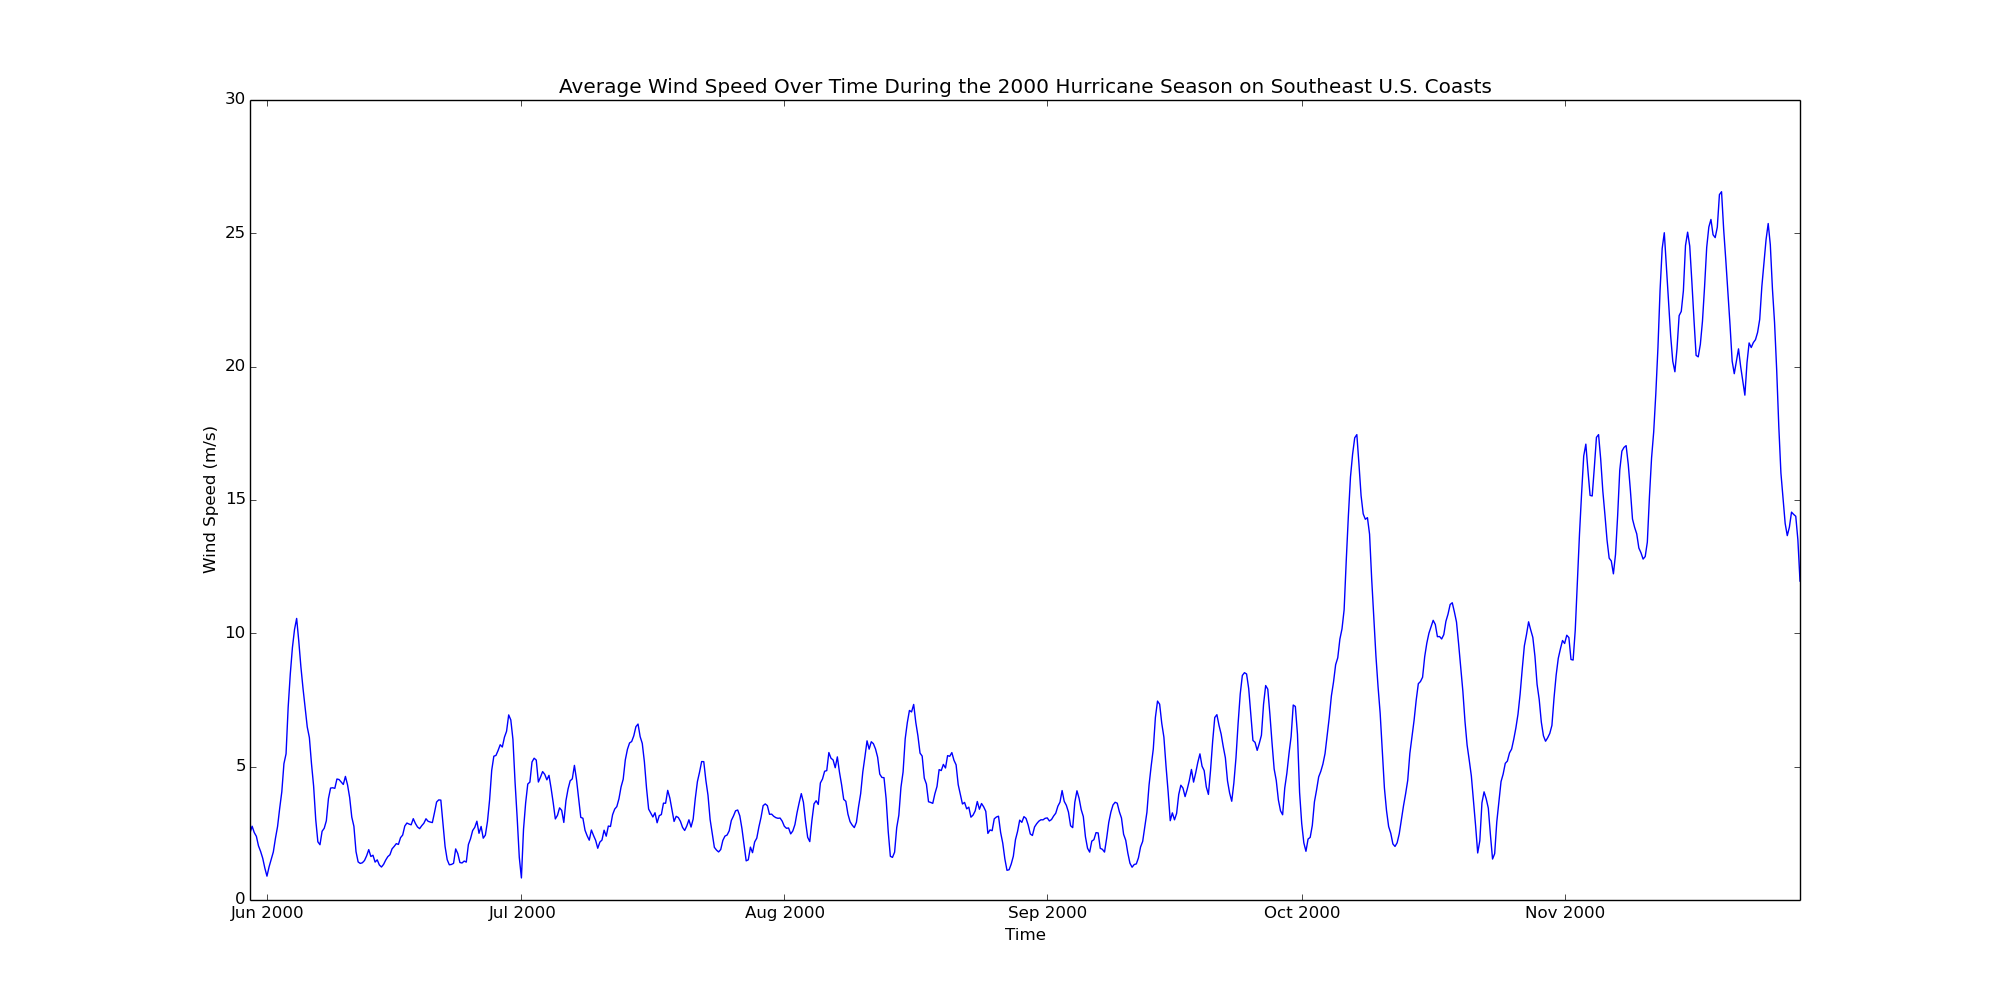 Average Wind Speed Over Time During the 2000 Hurricane Season on Southeast U.S. Coasts
30
25
20
15
10
5
0
Wind Speed (m/s)
Jun 2000 Jul 2000 Aug 2000 Sep 2000 Oct 2000 Nov 2000
Time